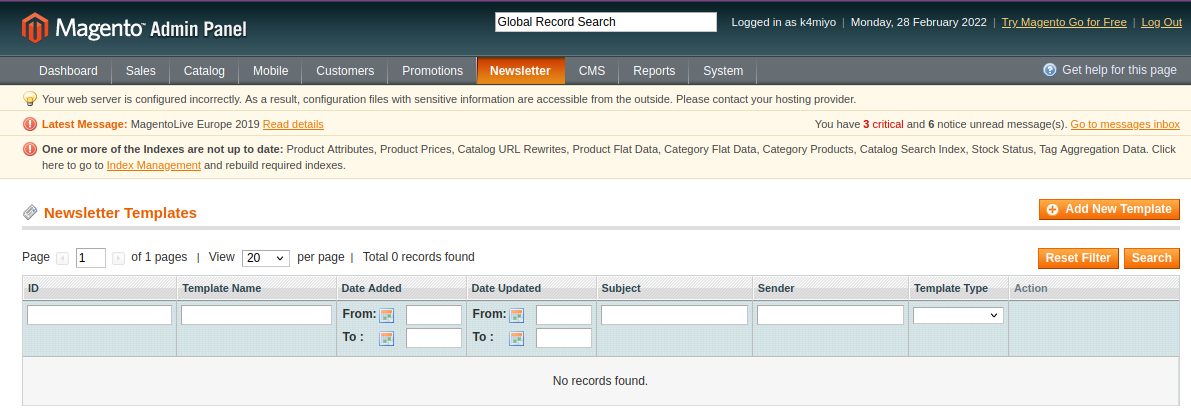 Magento Admin Panel
Global Record Search
Logged in as k4miyo | Monday, 28 February 2022 | Try Magento Go for Free | Log Out
Dashboard Sales Catalog Mobile Customers Promotions Newsletter CMS Reports System
Get help for this page
Your web server is configured incorrectly. As a result, configuration files with sensitive information are accessible from the outside. Please contact your hosting provider.
Latest Message: MagentoLive Europe 2019 Read details
You have 3 critical and 6 notice unread message(s). Go to messages inbox
One or more of the Indexes are not up to date: Product Attributes, Product Prices, Catalog URL Rewrites, Product Flat Data, Category Flat Data, Category Products, Catalog Search Index, Stock Status, Tag Aggregation Data. Click
here to go to Index Management and rebuild required indexes.
Newsletter Templates
Add New Template
Page 1 of 1 pages | View 20 per page | Total 0 records found
Reset Filter Search
ID Template Name Date Added Date Updated Subject Sender Template Type Action
From: From:
To : To :
No records found.